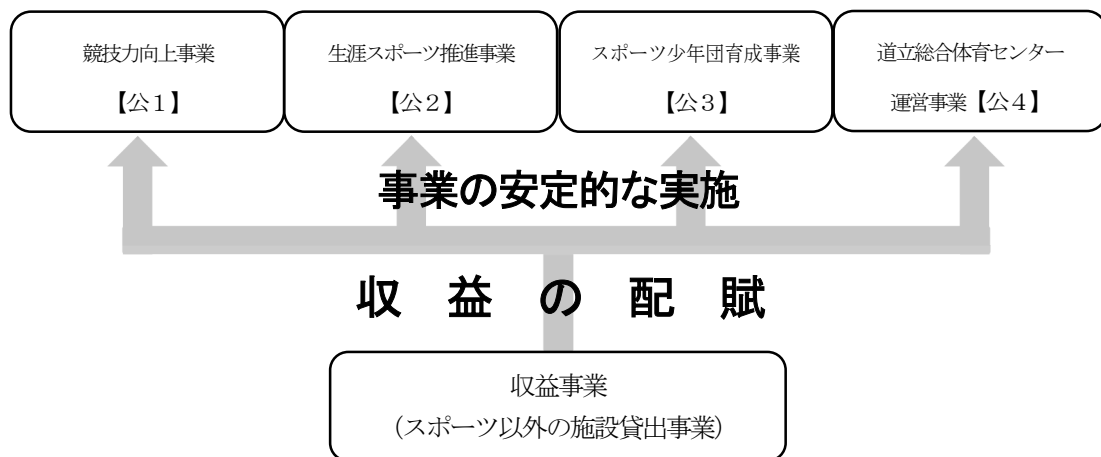 競技力向上事業
【公１】
生涯スポーツ推進事業
【公２】
スポーツ少年団育成事業
【公３】
道立総合体育センター
運営事業【公４】
事業の安定的な実施
収　益　の　配　賦
収益事業
（スポーツ以外の施設貸出事業）